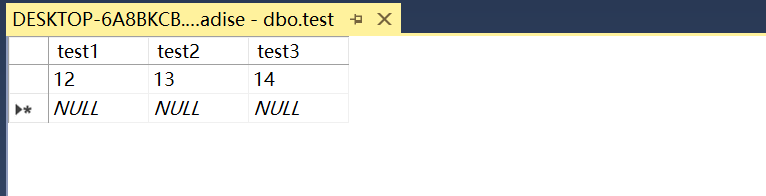 DESKTOP-6A8BKCB....adise - dbo.test
test1 test2 test3
12 13 14
NULL NULL NULL